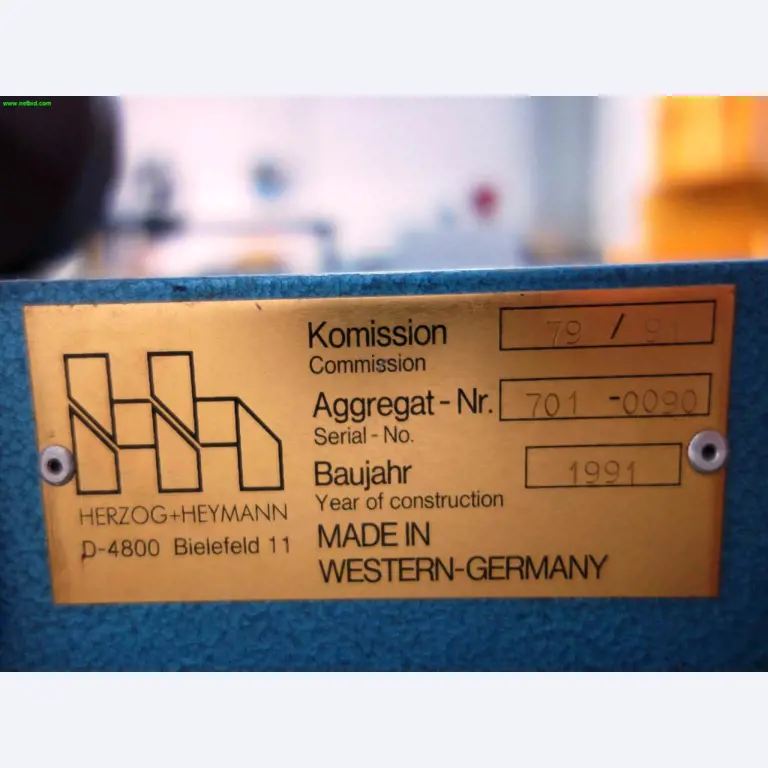 www.netbid.com
Komission 79 / 91
Commission
Aggregat-Nr. 701 -0090
Serial-No.
Baujahr 1991
Year of construction
MADE IN
WESTERN-GERMANY
HERZOG+HEYMANN
D-4800 Bielefeld 11